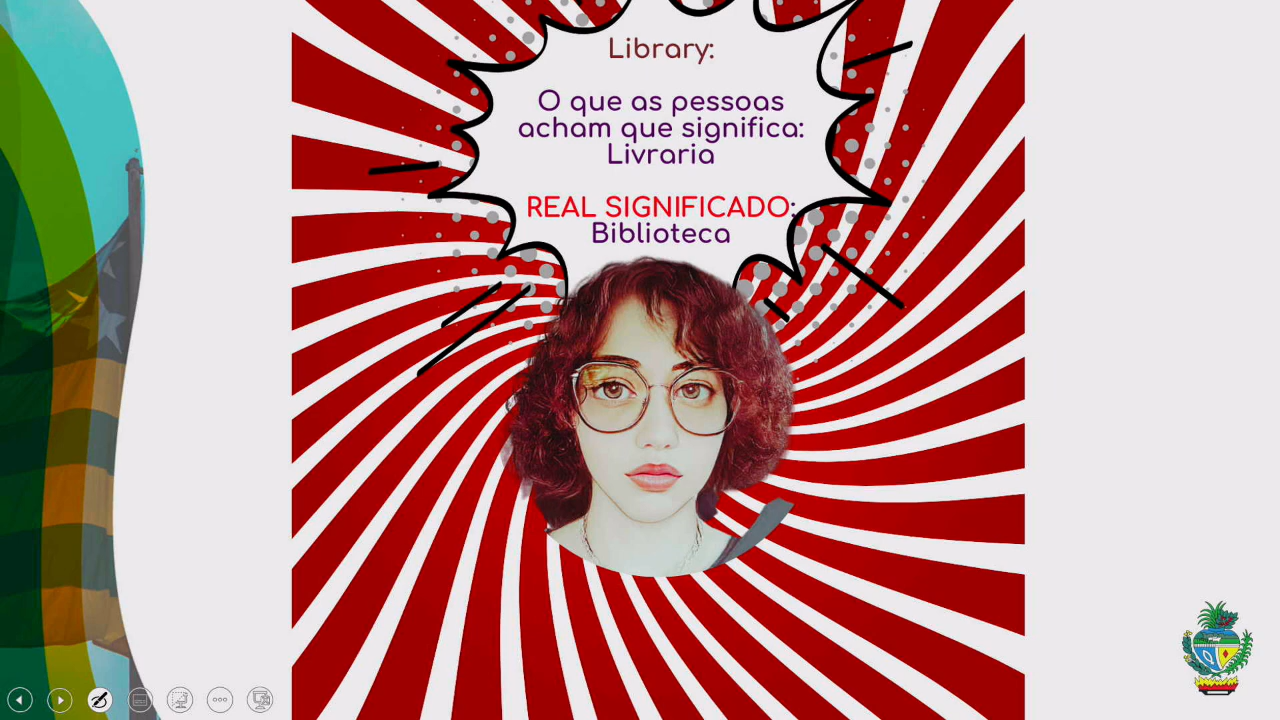 Library:
O que as pessoas
acham que significa:
Livraria
REAL SIGNIFICADO:
Biblioteca